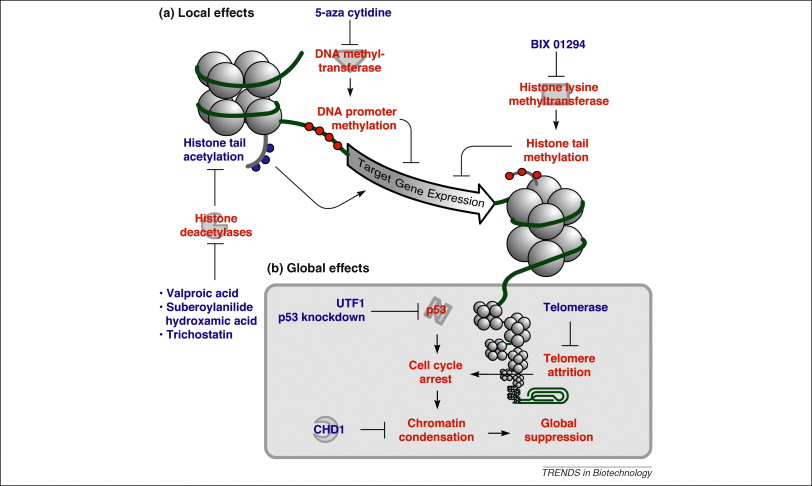 (a) Local effects
5-aza cytidine
DNA methyl-
transferase
DNA promoter
methylation
BIX 01294
Histone lysine
methyltransferase
Histone tail
methylation
Histone tail
acetylation
Target Gene Expression
Histone
deacetylases
• Valproic acid
• Suberoylanilide
hydroxamic acid
• Trichostatin
(b) Global effects
UTF1
p53 knockdown
p53
Telomerase
Cell cycle
arrest
Telomere
attrition
CHD1
Chromatin
condensation
Global
suppression
TRENDS in Biotechnology